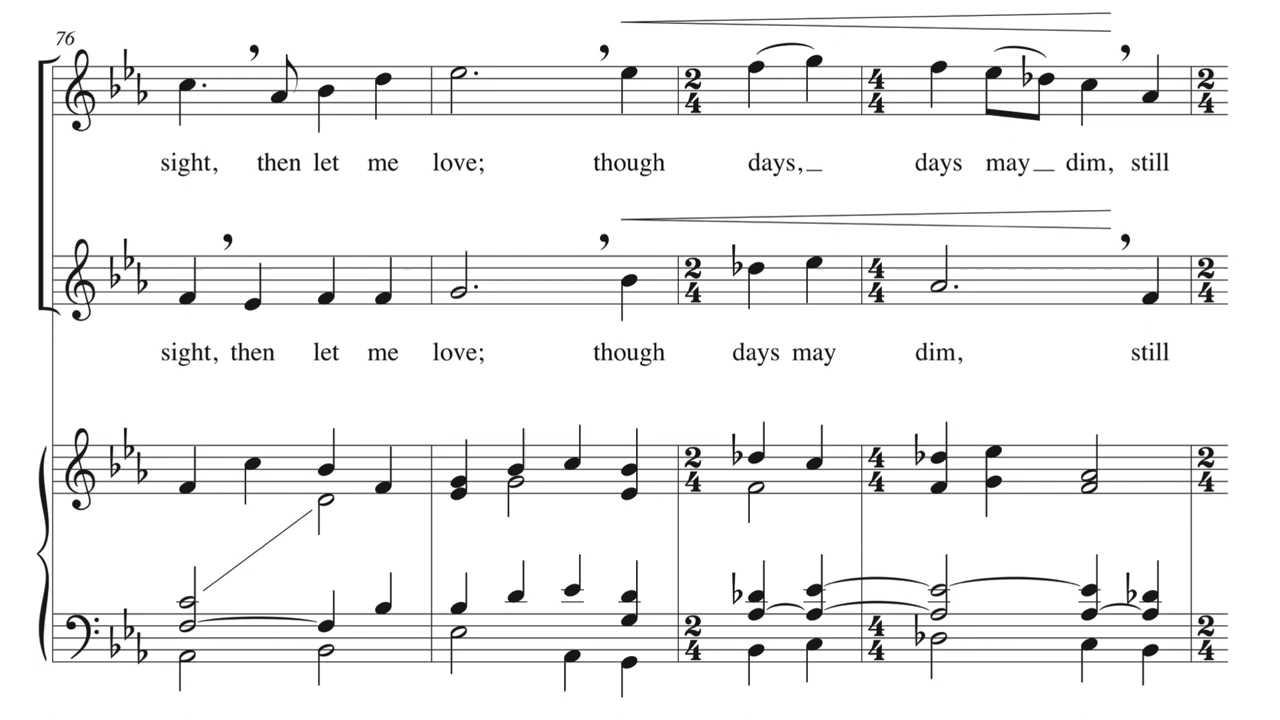 76
sight, then let me love; though days, days may dim, still
sight, then let me love; though days may dim, still